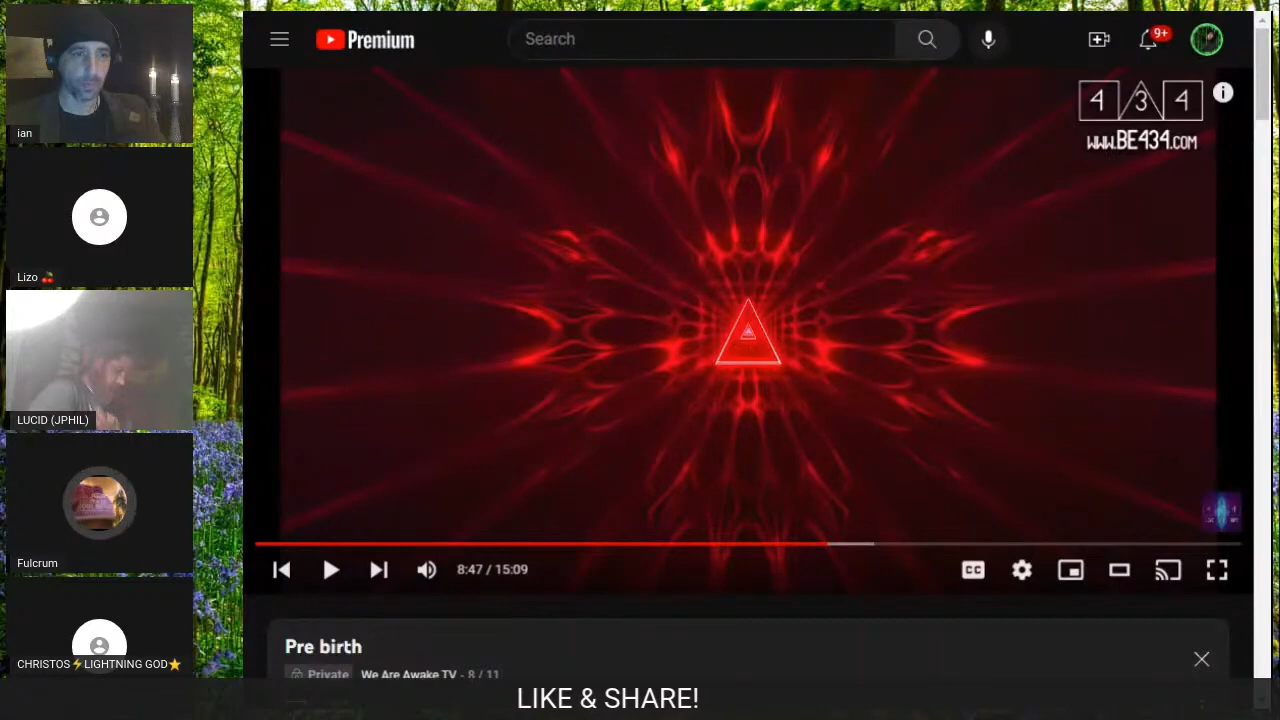 ian
Lizo 🍒
LUCID (JPHIL)
Fulcrum
CHRISTOS⚡LIGHTNING GOD⭐
Premium
Search
9+
4 3 4
www.BE434.com
8:47 / 15:09
CC
Pre birth
Private We Are Awake TV - 8 / 11
LIKE & SHARE!